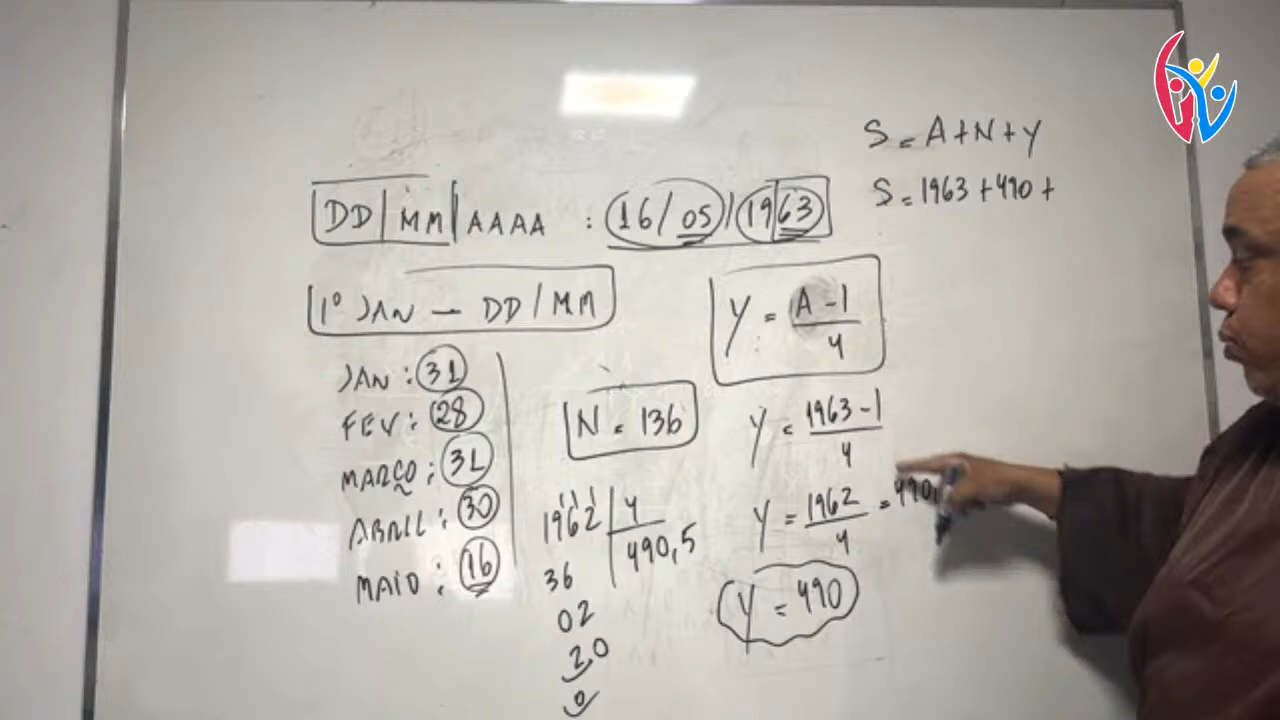 S = A + N + Y
S = 1963 + 490 +
DD / MM / AAAA : 16 / 05 / 1963
1º JAN — DD / MM
Y = A - 1 / 4
JAN : 31
FEV : 28
MARÇO : 31
ABRIL : 30
MAIO : 16
N = 136
1962 | 4
490,5
36
02
20
0
Y = 1963 - 1 / 4
Y = 1962 / 4 = 490,
Y = 490